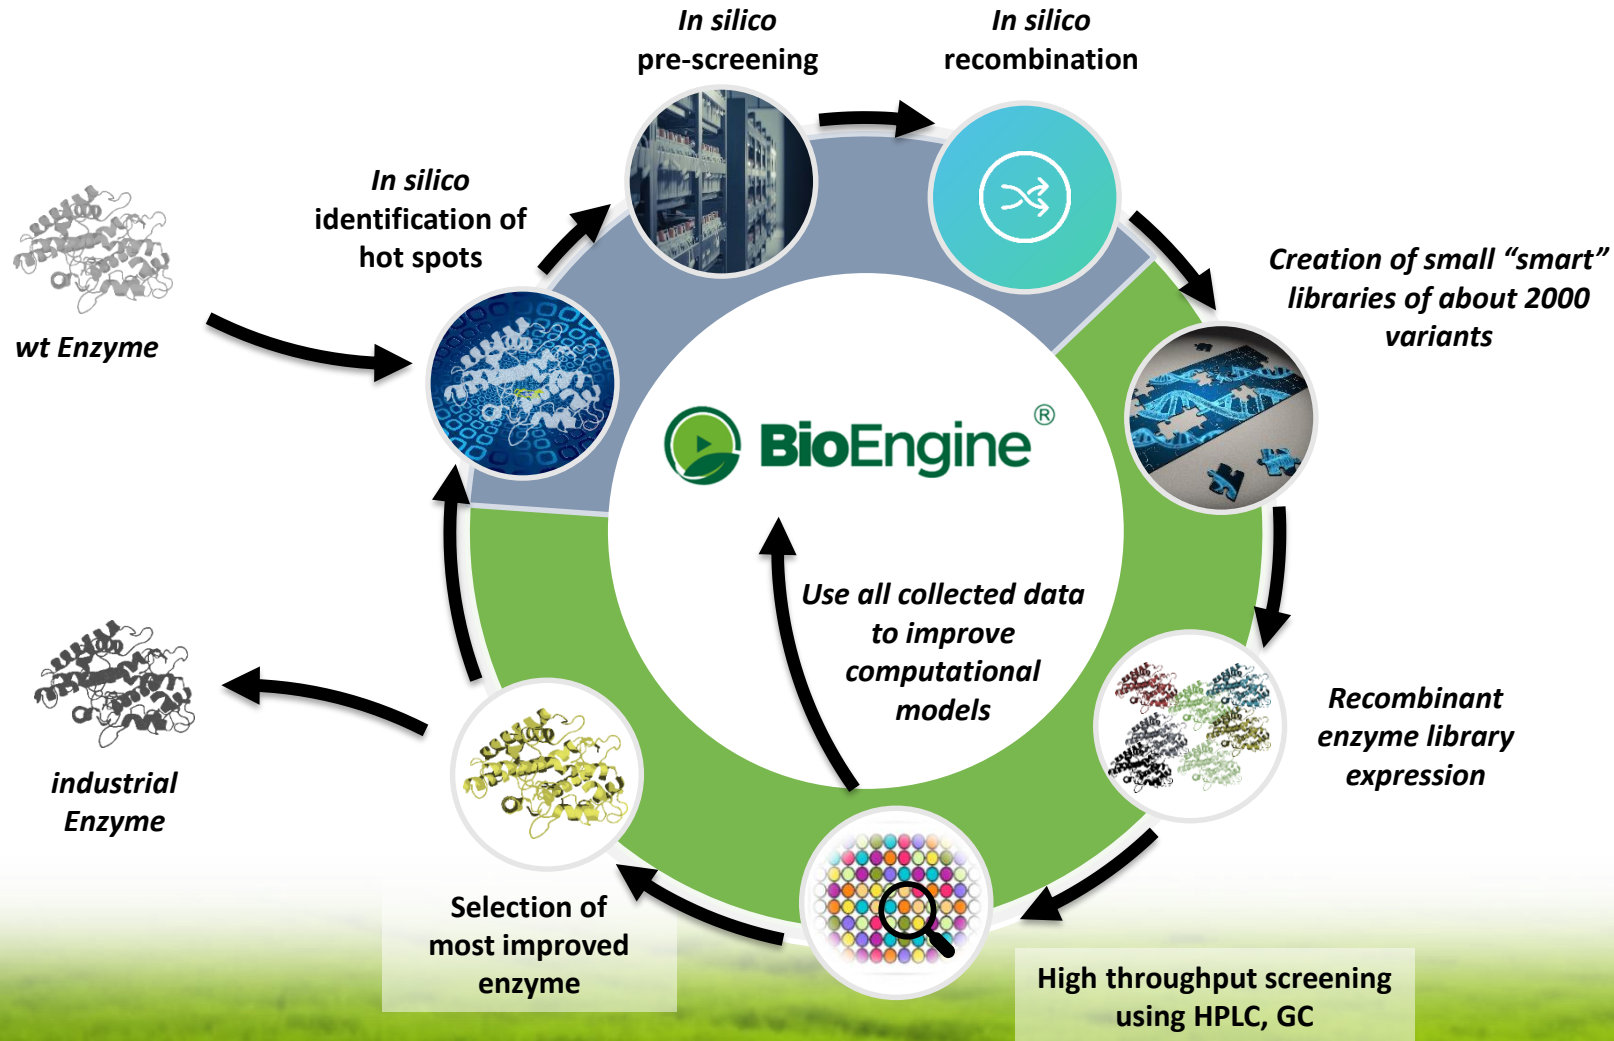 In silico
pre-screening
In silico
recombination
In silico
identification of
hot spots
wt Enzyme
Creation of small “smart”
libraries of about 2000
variants
BioEngine®
Use all collected data
to improve
computational
models
Recombinant
enzyme library
expression
industrial
Enzyme
Selection of
most improved
enzyme
High throughput screening
using HPLC, GC